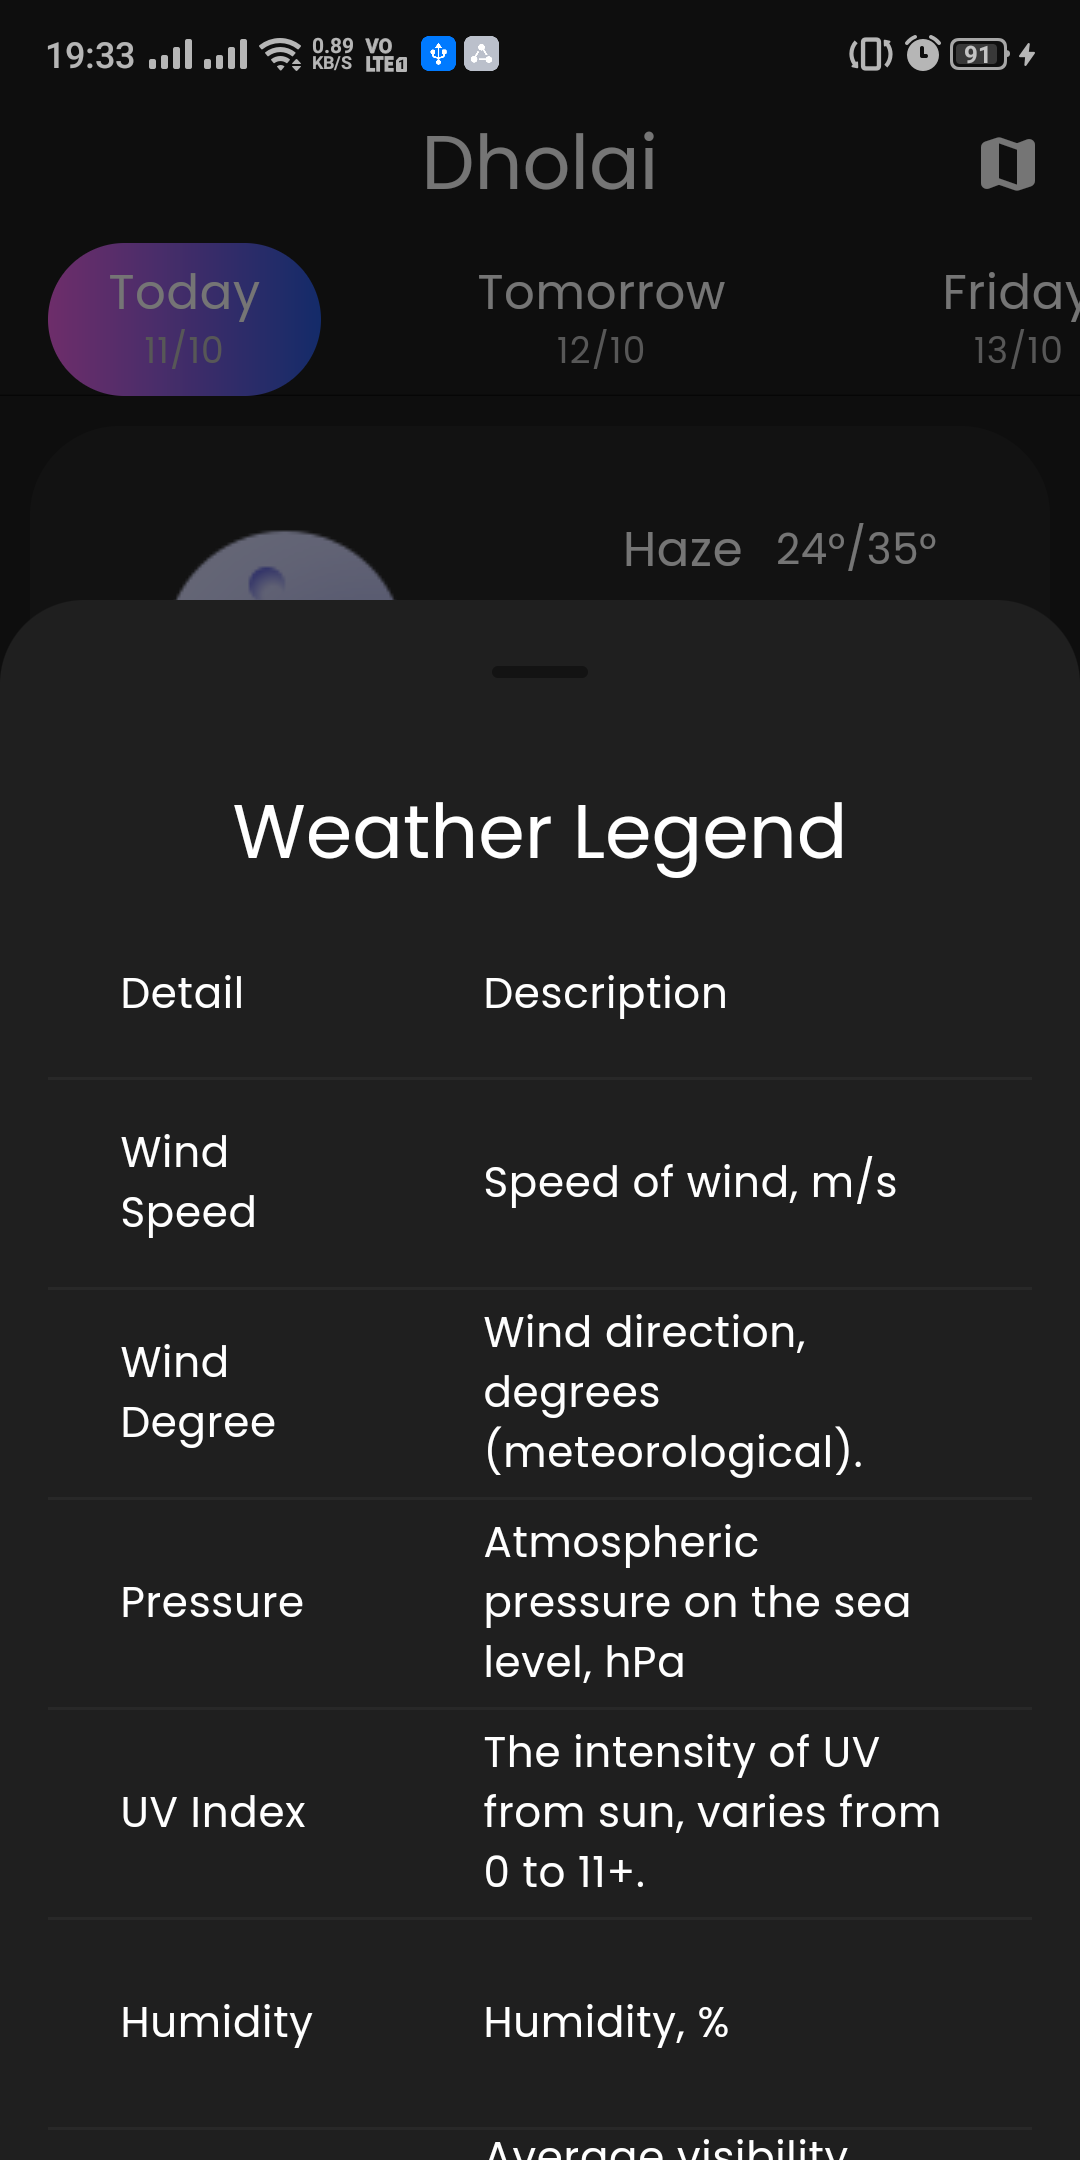 19:33 0.89 KB/S VO LTE1 91
Dholai
Today Tomorrow Friday
11/10 12/10 13/10
Haze 24°/35°
Weather Legend
Detail Description
Wind Speed
Speed of wind, m/s
Wind Degree
Wind direction,
degrees
(meteorological).
Pressure
Atmospheric
pressure on the sea
level, hPa
UV Index
The intensity of UV
from sun, varies from
0 to 11+.
Humidity Humidity, %
Average visibility